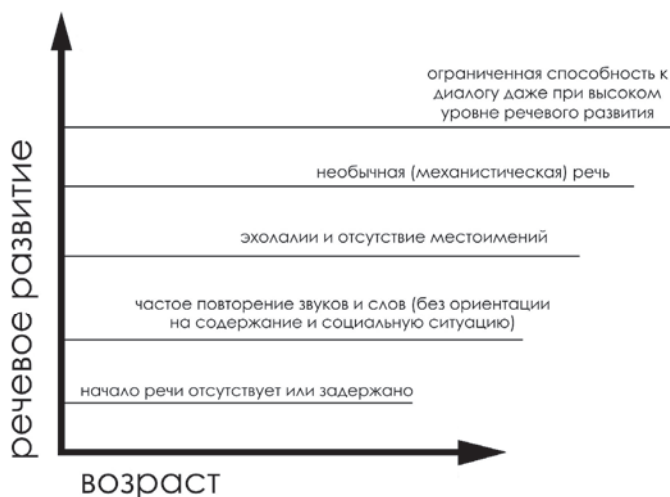 ограниченная способность к
диалогу даже при высоком
уровне речевого развития
необычная (механистическая) речь
эхолалии и отсутствие местоимений
частое повторение звуков и слов (без ориентации
на содержание и социальную ситуацию)
начало речи отсутствует или задержано
речевое развитие
возраст